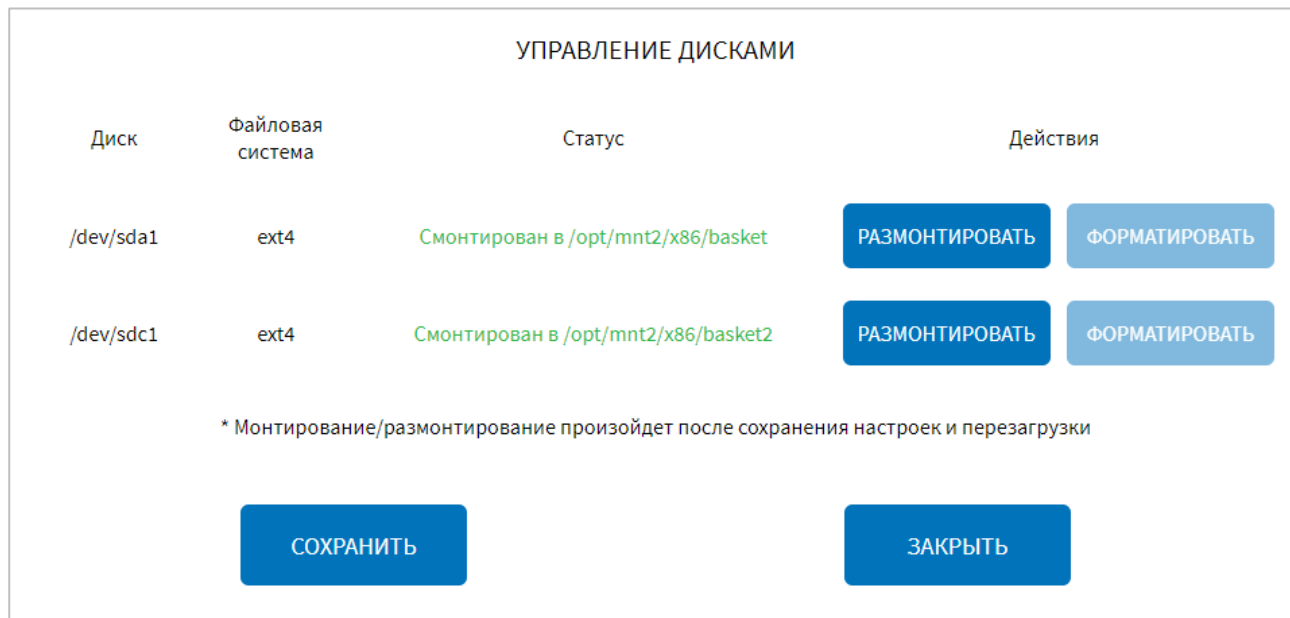 УПРАВЛЕНИЕ ДИСКАМИ
Диск Файловая система Статус Действия
/dev/sda1 ext4 Смонтирован в /opt/mnt2/x86/basket РАЗМОНТИРОВАТЬ ФОРМАТИРОВАТЬ
/dev/sdc1 ext4 Смонтирован в /opt/mnt2/x86/basket2 РАЗМОНТИРОВАТЬ ФОРМАТИРОВАТЬ
* Монтирование/размонтирование произойдет после сохранения настроек и перезагрузки
СОХРАНИТЬ ЗАКРЫТЬ